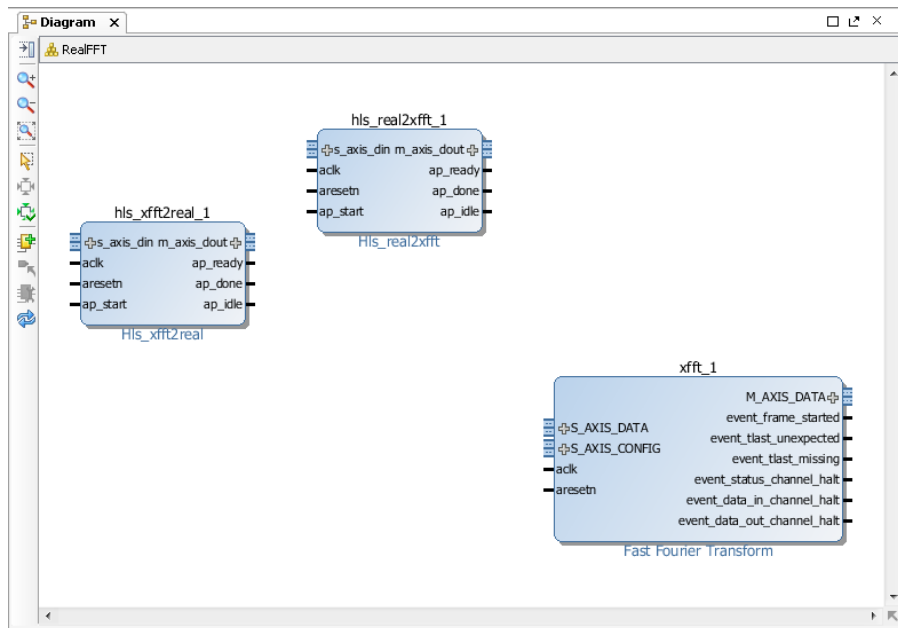 Diagram
RealFFT
hls_real2xfft_1
s_axis_din m_axis_dout
aclk ap_ready
aresetn ap_done
ap_start ap_idle
Hls_real2xfft
hls_xfft2real_1
s_axis_din m_axis_dout
aclk ap_ready
aresetn ap_done
ap_start ap_idle
Hls_xfft2real
xfft_1
M_AXIS_DATA
event_frame_started
S_AXIS_DATA
event_tlast_unexpected
S_AXIS_CONFIG
event_tlast_missing
aclk
event_status_channel_halt
aresetn
event_data_in_channel_halt
event_data_out_channel_halt
Fast Fourier Transform